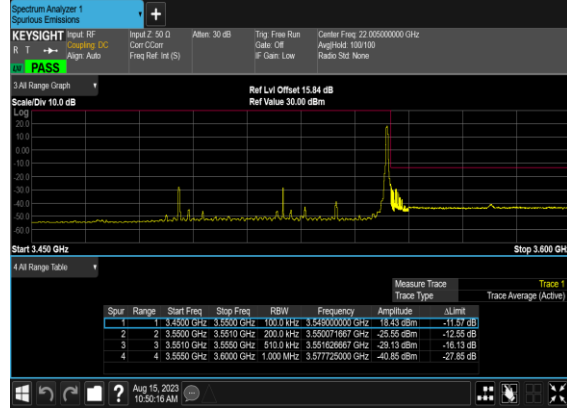 Spectrum Analyzer 1
Spurious Emissions
KEYSIGHT Input: RF Input Z: 50 Ω Atten: 30 dB Trig: Free Run Center Freq: 22.005000000 GHz
R T Coupling: DC Corr CCorr Gate: Off Avg|Hold: 100/100
Align: Auto Freq Ref: Int (S) IF Gain: Low Radio Std: None
PASS
3 All Range Graph
Ref Lvl Offset 15.84 dB
Scale/Div 10.0 dB Ref Value 30.00 dBm
Log
20.0
10.0
0.00
-10.0
-20.0
-30.0
-40.0
-50.0
-60.0
Start 3.450 GHz Stop 3.600 GHz
4 All Range Table
Measure Trace Trace 1
Trace Type Trace Average (Active)
Spur Range Start Freq Stop Freq RBW Frequency Amplitude ΔLimit
1 1 3.4500 GHz 3.5500 GHz 100.0 kHz 3.549000000 GHz 18.43 dBm -11.57 dB
2 2 3.5500 GHz 3.5510 GHz 200.0 kHz 3.550071667 GHz -25.55 dBm -12.55 dB
3 3 3.5510 GHz 3.5550 GHz 510.0 kHz 3.551626667 GHz -29.13 dBm -16.13 dB
4 4 3.5550 GHz 3.6000 GHz 1.000 MHz 3.577725000 GHz -40.85 dBm -27.85 dB
? Aug 15, 2023
10:50:16 AM